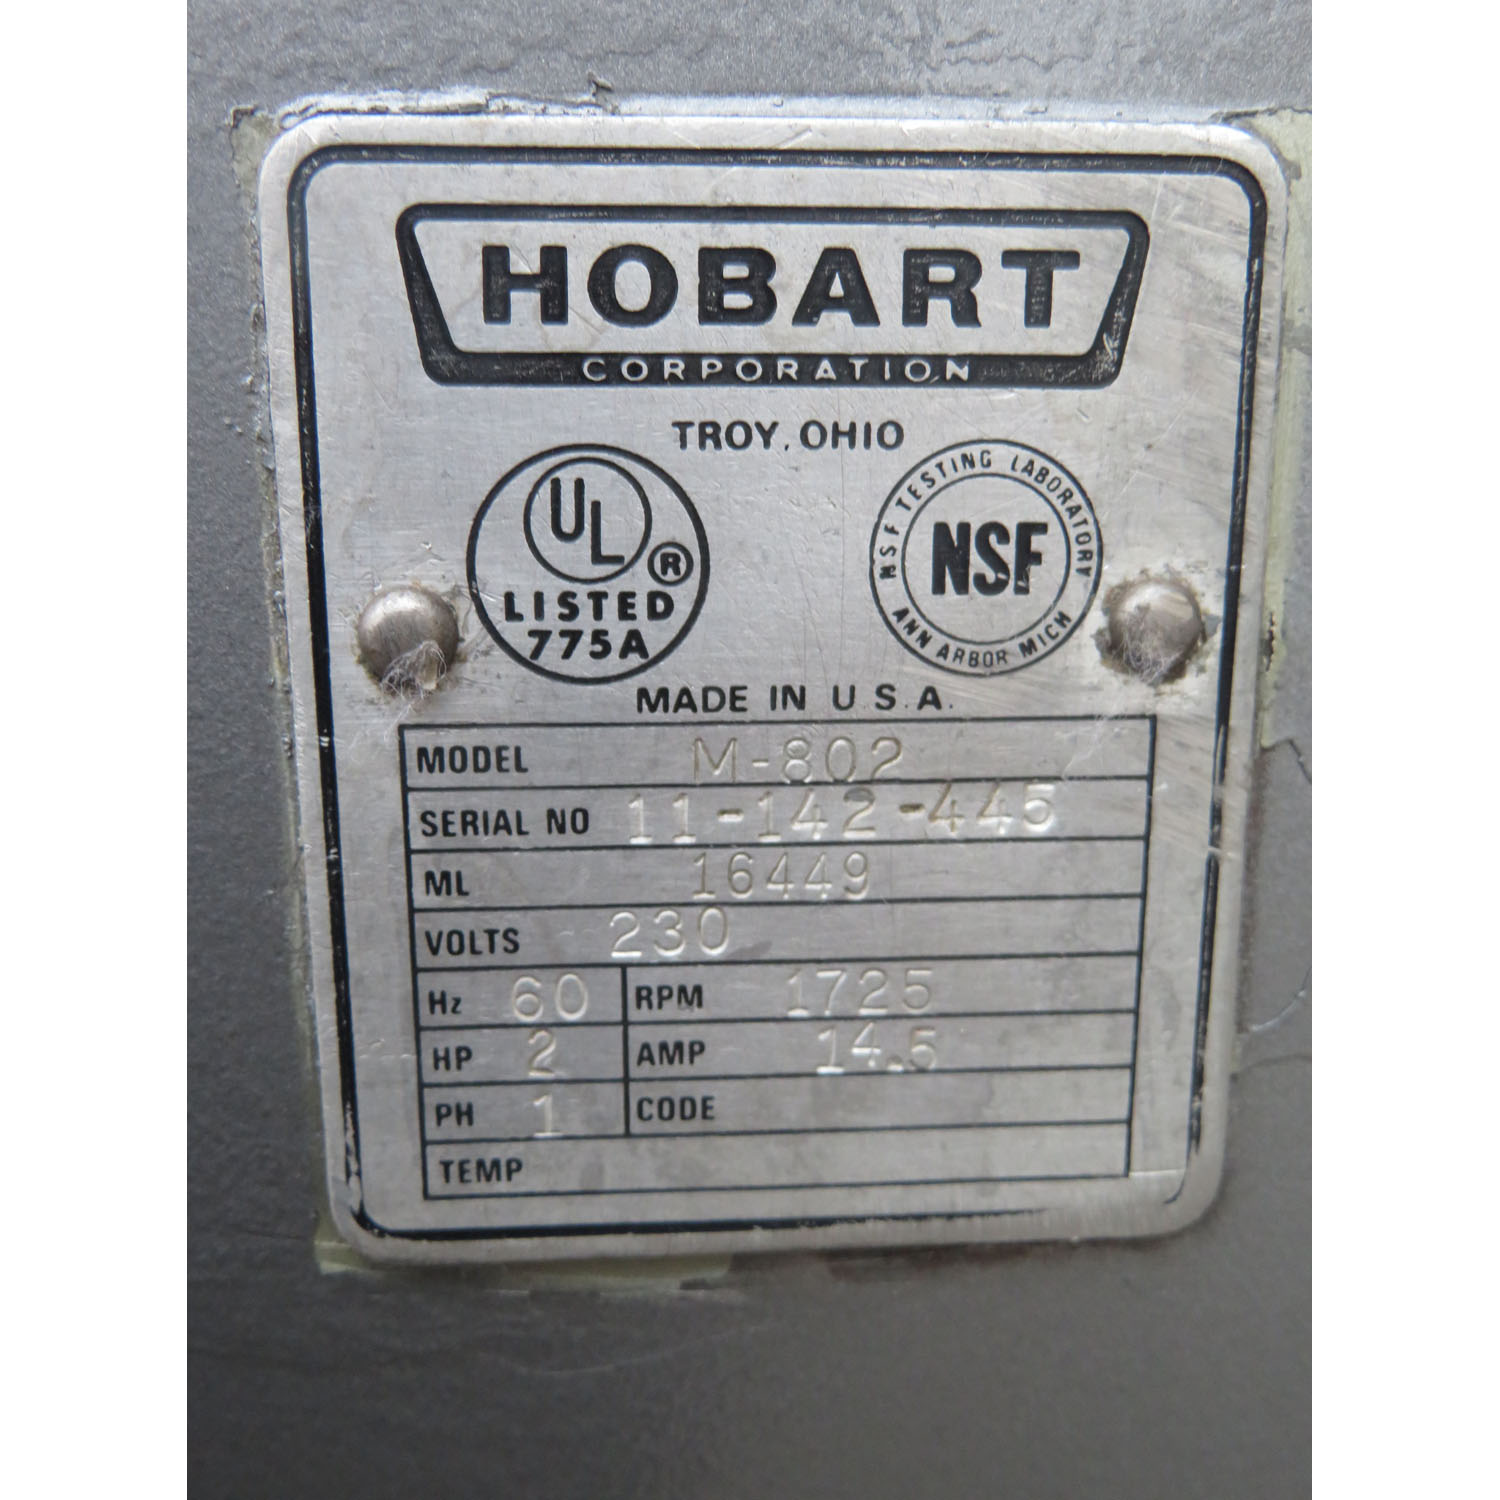 HOBART
CORPORATION
TROY, OHIO
UL ®
LISTED
775A
NSF TESTING LABORATORY
NSF
ANN ARBOR MICH
MADE IN U.S.A.
MODEL M-802
SERIAL NO 11-142-445
ML 16449
VOLTS 230
Hz 60 RPM 1725
HP 2 AMP 14.5
PH 1 CODE
TEMP